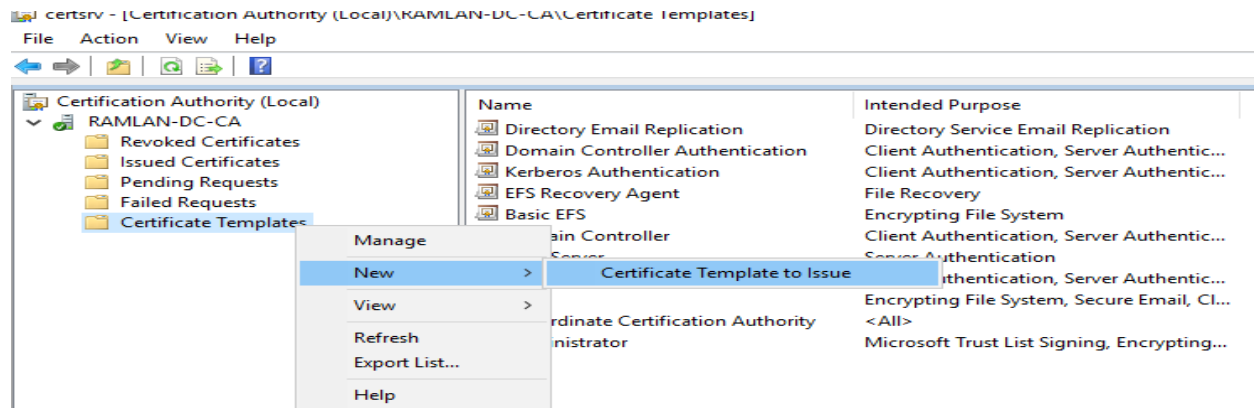 certsrv - [Certification Authority (Local)\RAMLAN-DC-CA\Certificate Templates]
File Action View Help
Certification Authority (Local)
RAMLAN-DC-CA
Revoked Certificates
Issued Certificates
Pending Requests
Failed Requests
Certificate Templates
Name Intended Purpose
Directory Email Replication Directory Service Email Replication
Domain Controller Authentication Client Authentication, Server Authentic...
Kerberos Authentication Client Authentication, Server Authentic...
EFS Recovery Agent File Recovery
Basic EFS Encrypting File System
ain Controller Client Authentication, Server Authentic...
Server Server Authentication
thentication, Server Authentic...
Encrypting File System, Secure Email, Cl...
rdinate Certification Authority <All>
nistrator Microsoft Trust List Signing, Encrypting...
Manage
New >
Certificate Template to Issue
View >
Refresh
Export List...
Help